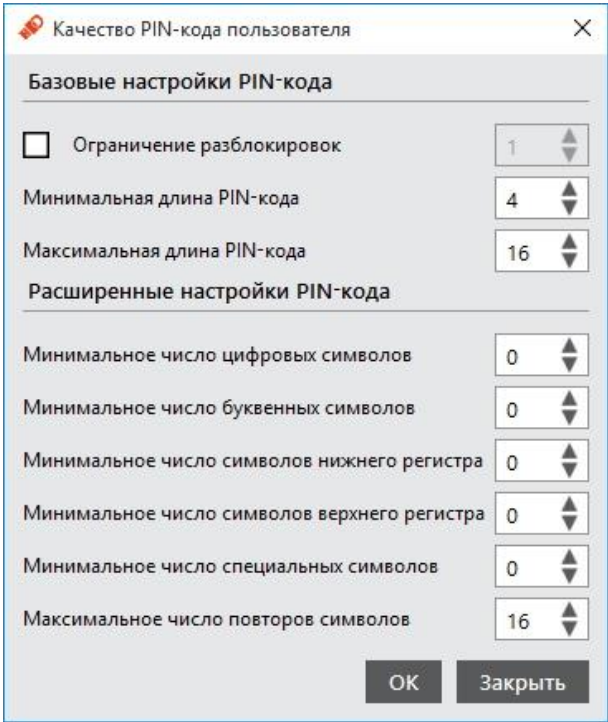 Качество PIN-кода пользователя
Базовые настройки PIN-кода
Ограничение разблокировок 1
Минимальная длина PIN-кода 4
Максимальная длина PIN-кода 16
Расширенные настройки PIN-кода
Минимальное число цифровых символов 0
Минимальное число буквенных символов 0
Минимальное число символов нижнего регистра 0
Минимальное число символов верхнего регистра 0
Минимальное число специальных символов 0
Максимальное число повторов символов 16
ОК Закрыть